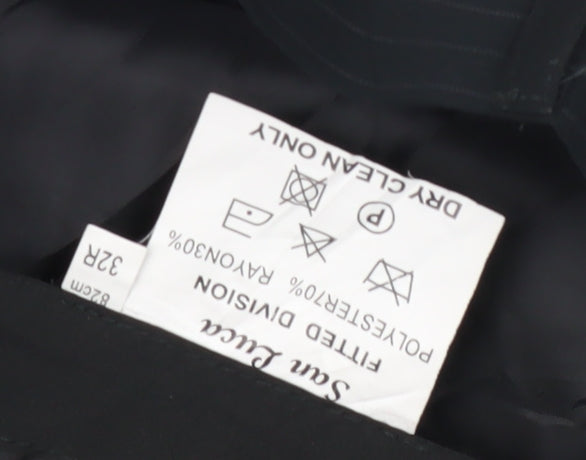 San Luca
FITTED DIVISION
POLYESTER70% RAYON30%
P
DRY CLEAN ONLY
82cm
32R